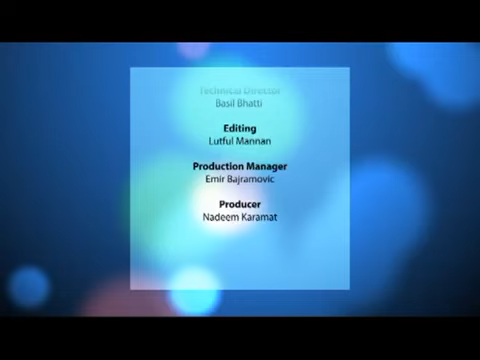 Technical Director
Basil Bhatti
Editing
Lutful Mannan
Production Manager
Emir Bajramovic
Producer
Nadeem Karamat